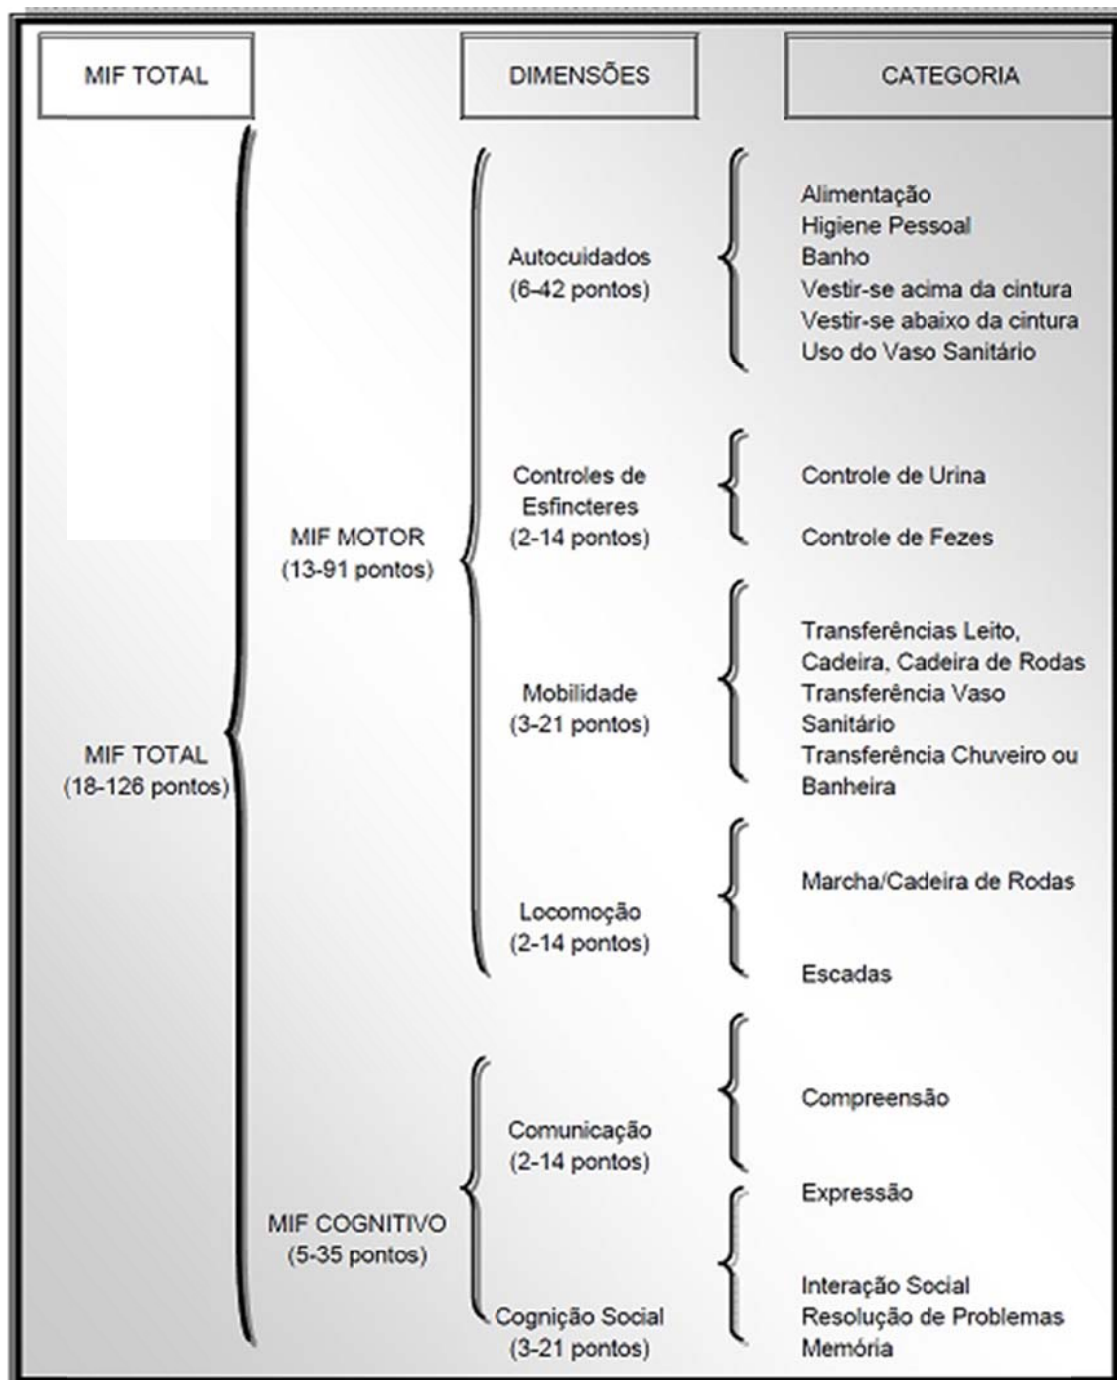 MIF TOTAL
DIMENSÕES
CATEGORIA
MIF TOTAL
(18-126 pontos)
MIF MOTOR
(13-91 pontos)
Autocuidados
(6-42 pontos)
Alimentação
Higiene Pessoal
Banho
Vestir-se acima da cintura
Vestir-se abaixo da cintura
Uso do Vaso Sanitário
Controles de
Esfincteres
(2-14 pontos)
Controle de Urina
Controle de Fezes
Mobilidade
(3-21 pontos)
Transferências Leito,
Cadeira, Cadeira de Rodas
Transferência Vaso
Sanitário
Transferência Chuveiro ou
Banheira
Locomoção
(2-14 pontos)
Marcha/Cadeira de Rodas
Escadas
MIF COGNITIVO
(5-35 pontos)
Comunicação
(2-14 pontos)
Compreensão
Expressão
Cognição Social
(3-21 pontos)
Interação Social
Resolução de Problemas
Memória